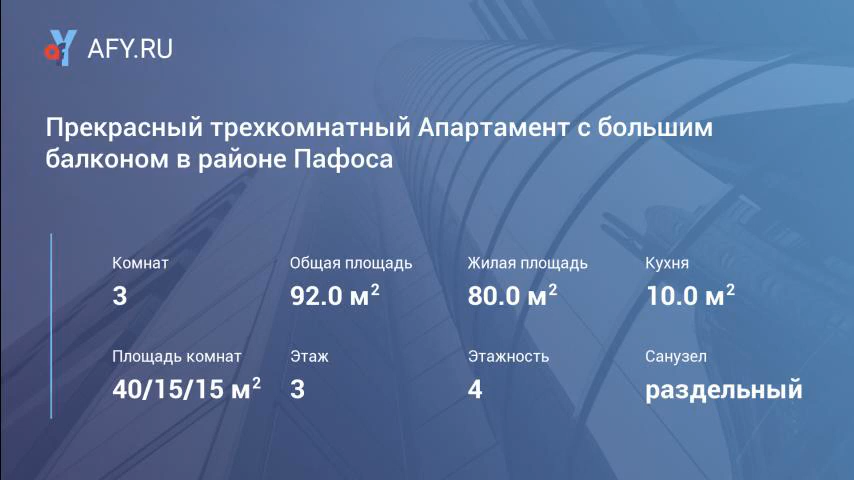 AFY.RU
Прекрасный трехкомнатный Апартамент с большим
балконом в районе Пафоса
Комнат
3
Общая площадь
92.0 м²
Жилая площадь
80.0 м²
Кухня
10.0 м²
Площадь комнат
40/15/15 м²
Этаж
3
Этажность
4
Санузел
раздельный